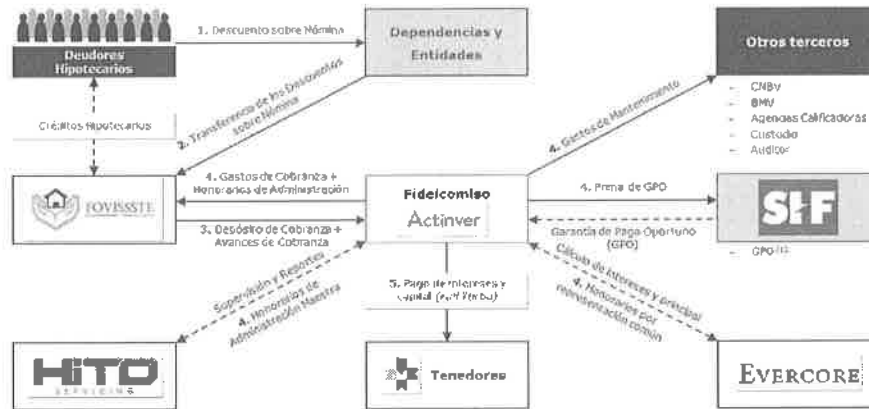 1. Descuento sobre Nómina
Deudores
Hipotecarios
Dependencias y
Entidades
Otros terceros
CNBV
BMV
Agencias Calificadoras
Custodio
Auditor
Créditos Hipotecarios
2. Transferencia de los Descuentos
sobre Nómina
4. Gastos de Mantenimiento
FOVISSSTE
4. Gastos de Cobranza +
Honorarios de Administración
3. Depósito de Cobranza +
Avances de Cobranza
Fideicomiso
Actinver
4. Prima de GPO
Garantía de Pago Oportuno
(GPO)
SHF
Supervisión y Reportes
4. Honorarios de
Administración Maestra
5. Pago de intereses y
capital (Full Turbo)
Cálculo de intereses y principal
4. Honorarios por
representación común
HiTO
SERVICING
Tenedores
EVERCORE